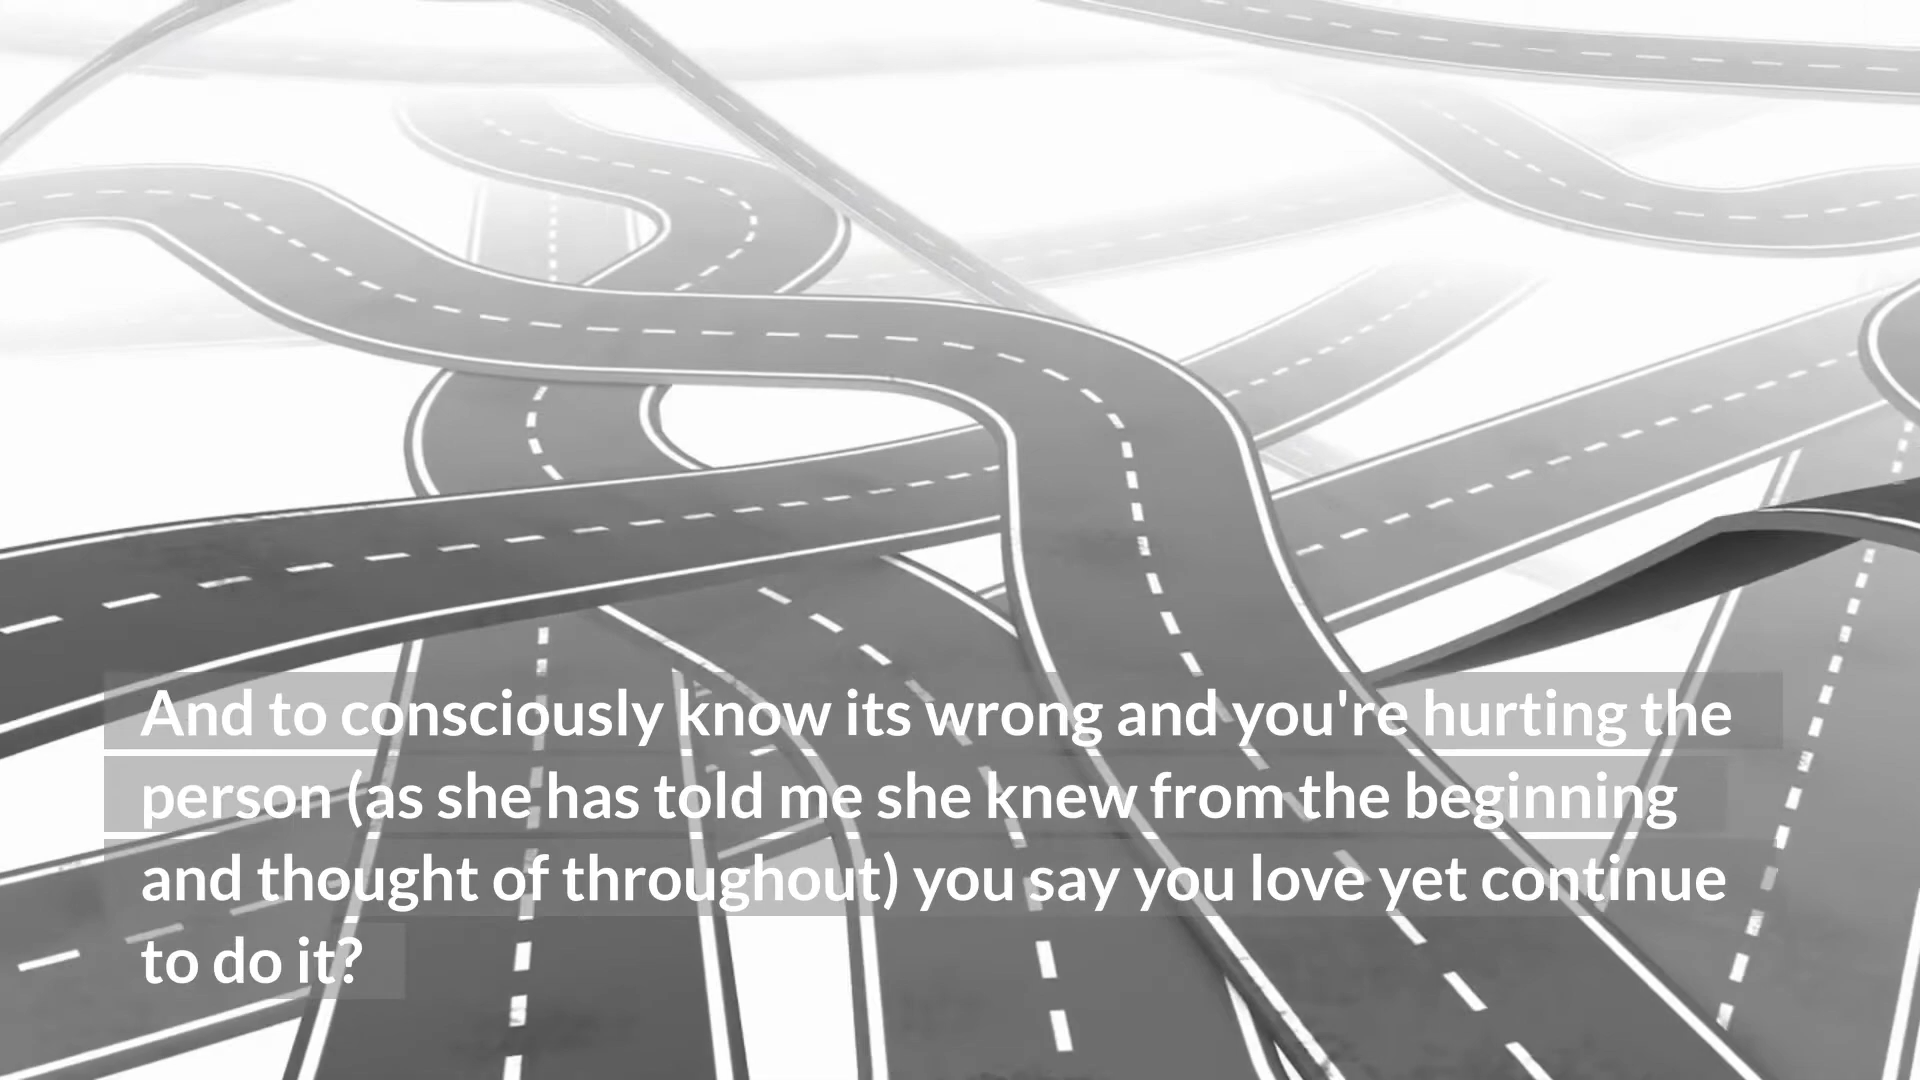 And to consciously know its wrong and you're hurting the
person (as she has told me she knew from the beginning
and thought of throughout) you say you love yet continue
to do it?